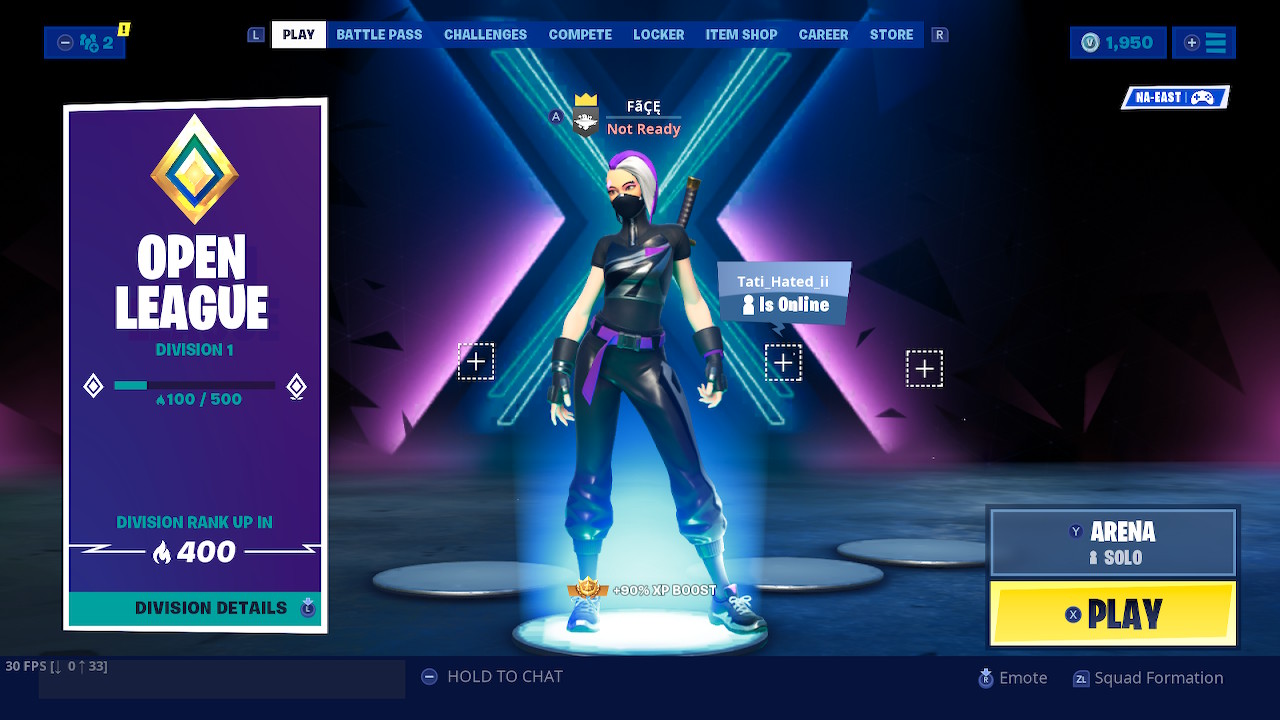 2
!
L
PLAY
BATTLE PASS
CHALLENGES
COMPETE
LOCKER
ITEM SHOP
CAREER
STORE
R
V 1,950
NA-EAST
A
FãÇĘ
Not Ready
OPEN
LEAGUE
DIVISION 1
100 / 500
DIVISION RANK UP IN
400
DIVISION DETAILS L
Tati_Hated_ii
Is Online
+90% XP BOOST
Y ARENA
SOLO
X PLAY
30 FPS [↓ 0 ↑ 33]
HOLD TO CHAT
R Emote
ZL Squad Formation